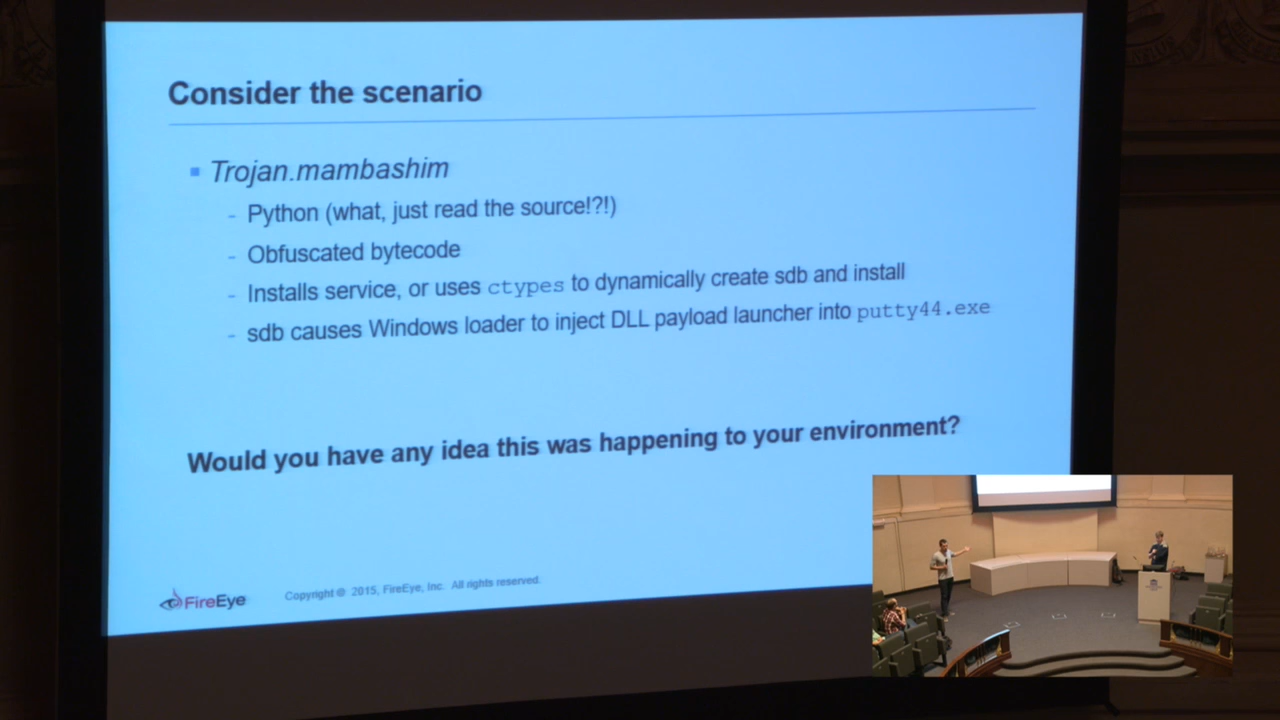 Consider the scenario
▪ Trojan.mambashim
- Python (what, just read the source!?!)
- Obfuscated bytecode
- Installs service, or uses ctypes to dynamically create sdb and install
- sdb causes Windows loader to inject DLL payload launcher into putty44.exe
Would you have any idea this was happening to your environment?
FireEye
Copyright © 2015, FireEye, Inc. All rights reserved.